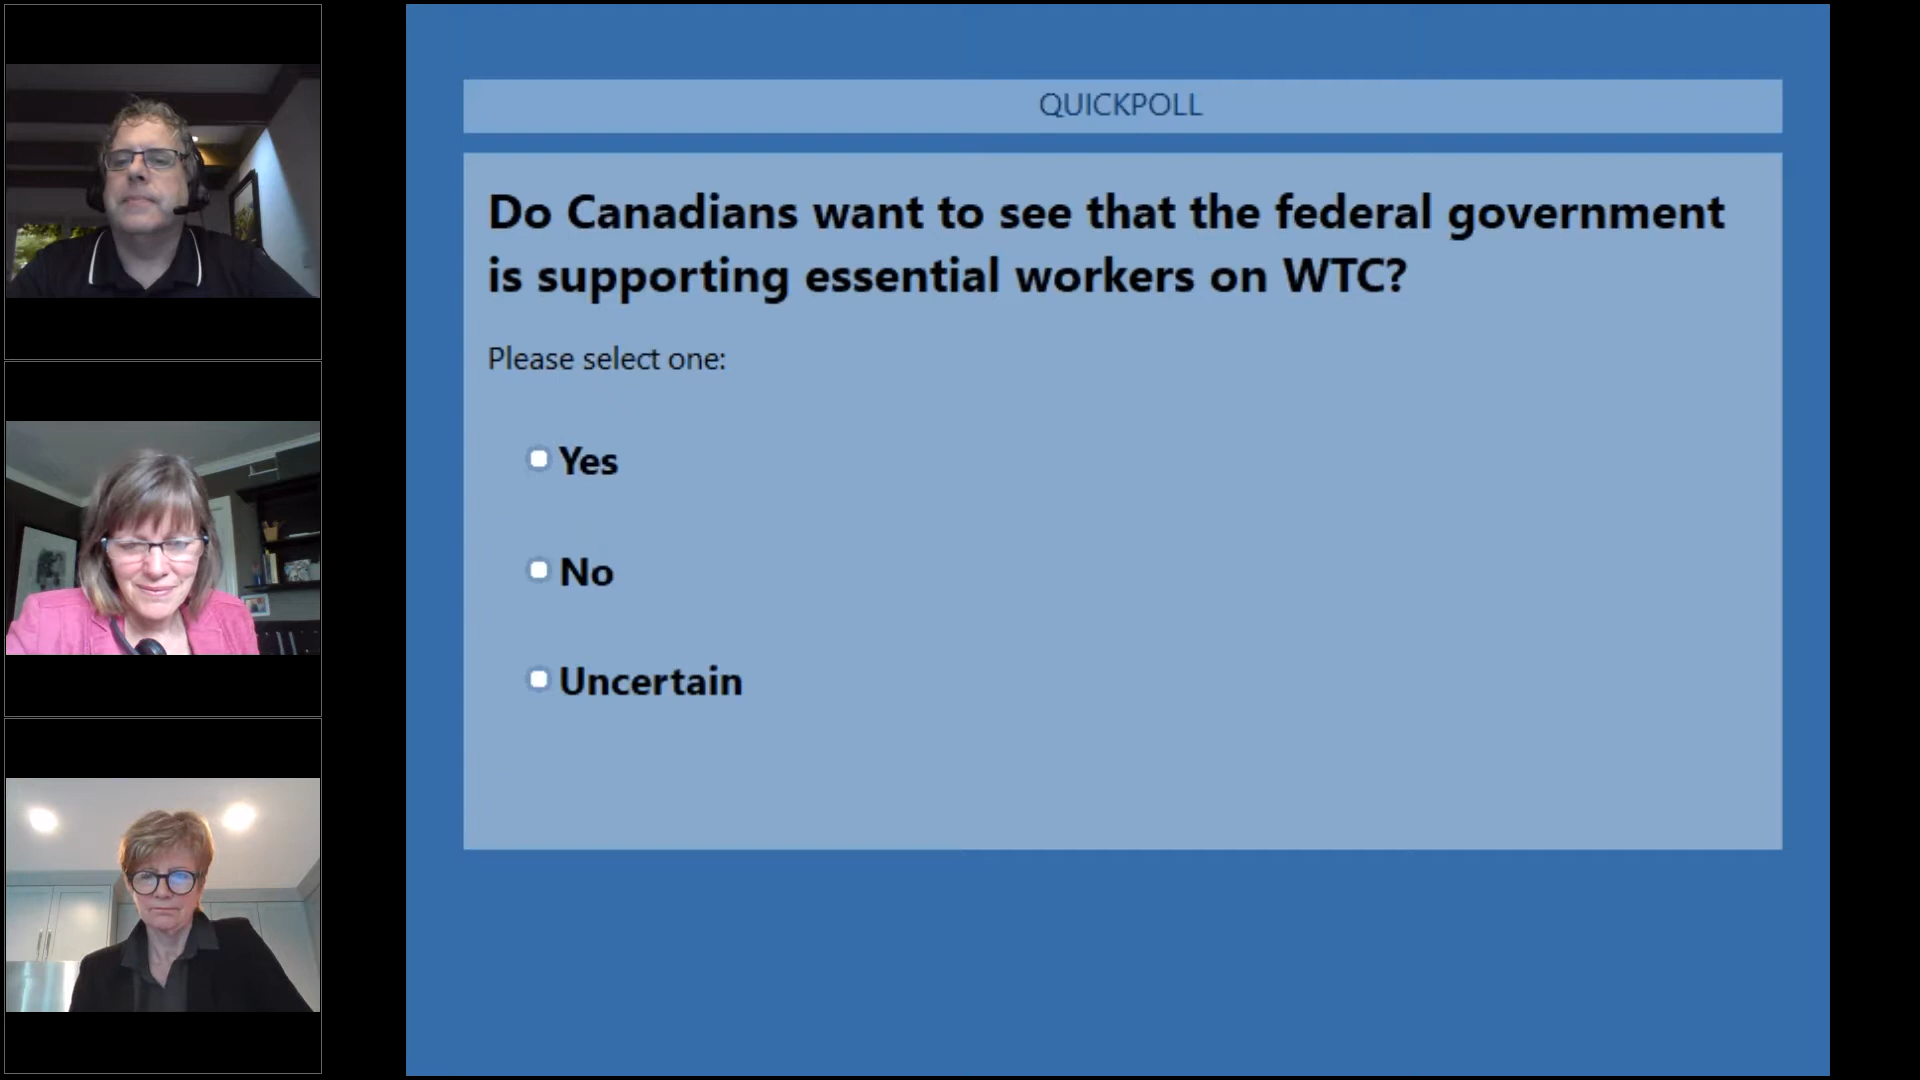 QUICKPOLL
Do Canadians want to see that the federal government
is supporting essential workers on WTC?
Please select one:
Yes
No
Uncertain